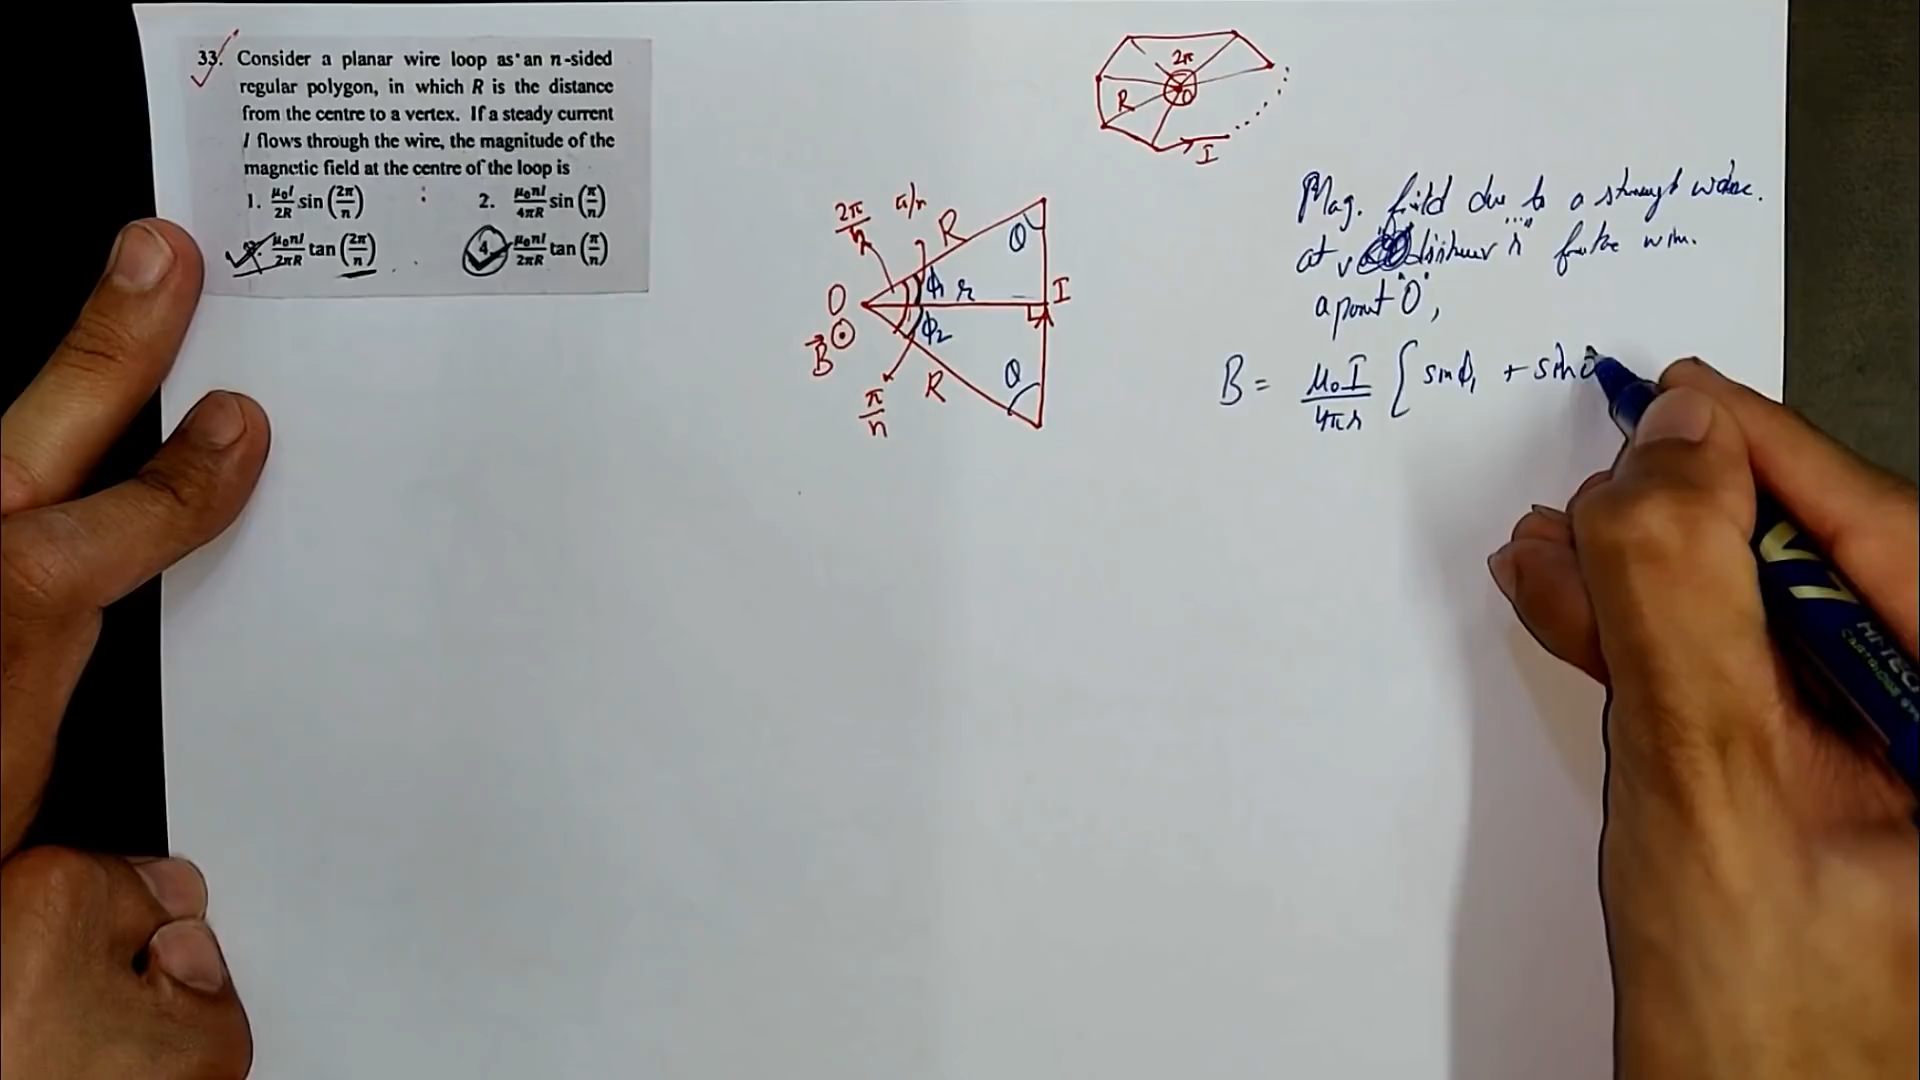 33. Consider a planar wire loop as an n-sided
regular polygon, in which R is the distance
from the centre to a vertex. If a steady current
I flows through the wire, the magnitude of the
magnetic field at the centre of the loop is
1. μ₀I/2R sin (2π/n) 2. μ₀nI/4πR sin (π/n)
μ₀nI/2πR tan (2π/n) 4. μ₀nI/2πR tan (π/n)
2π
R O
I
2π/n
R θ
O ϕ₁ r I
B ϕ₂
π/n R θ
Mag. field due to a straight
at distance "r" from
a point "O",
B = μ₀I/4πr [ sinϕ₁ + sin
V7
HI-TEC